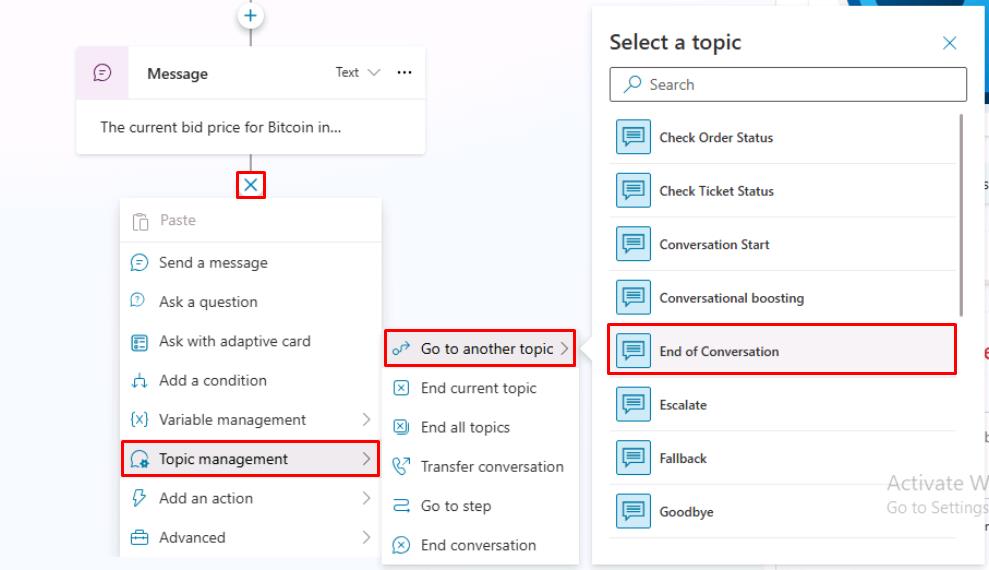 Message
Text
The current bid price for Bitcoin in...
Paste
Send a message
Ask a question
Ask with adaptive card
Add a condition
Variable management
Topic management
Add an action
Advanced
Go to another topic
End current topic
End all topics
Transfer conversation
Go to step
End conversation
Select a topic
Search
Check Order Status
Check Ticket Status
Conversation Start
Conversational boosting
End of Conversation
Escalate
Fallback
Goodbye
Activate W
Go to Settings